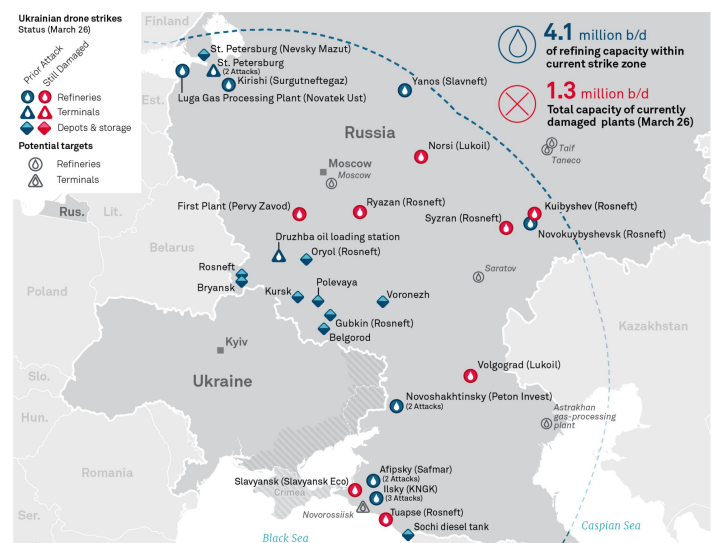 Ukrainian drone strikes
Status (March 26)
Prior Attack
Still Damaged
Refineries
Terminals
Depots & storage
Potential targets
Refineries
Terminals
4.1 million b/d
of refining capacity within
current strike zone
1.3 million b/d
Total capacity of currently
damaged plants (March 26)
Finland
St. Petersburg (Nevsky Mazut)
St. Petersburg
(2 Attacks)
Kirishi (Surgutneftegaz)
Luga Gas Processing Plant (Novatek Ust)
Yanos (Slavneft)
Est.
Russia
Norsi (Lukoil)
Taif
Taneco
Moscow
Moscow
Rus.
Lit.
First Plant (Pervy Zavod)
Ryazan (Rosneft)
Kuibyshev (Rosneft)
Syzran (Rosneft)
Novokuybyshevsk (Rosneft)
Belarus
Druzhba oil loading station
Oryol (Rosneft)
Rosneft
Bryansk
Saratov
Poland
Kursk
Polevaya
Voronezh
Gubkin (Rosneft)
Belgorod
Kazakhstan
Kyiv
Slo.
Ukraine
Volgograd (Lukoil)
Novoshakhtinsky (Peton Invest)
(2 Attacks)
Astrakhan
gas-processing
plant
Hun.
Romania
Afipsky (Safmar)
(2 Attacks)
Slavyansk (Slavyansk Eco)
Ilsky (KNGK)
(3 Attacks)
Crimea
Novorossiisk
Tuapse (Rosneft)
Ser.
Sochi diesel tank
Black Sea
Caspian Sea